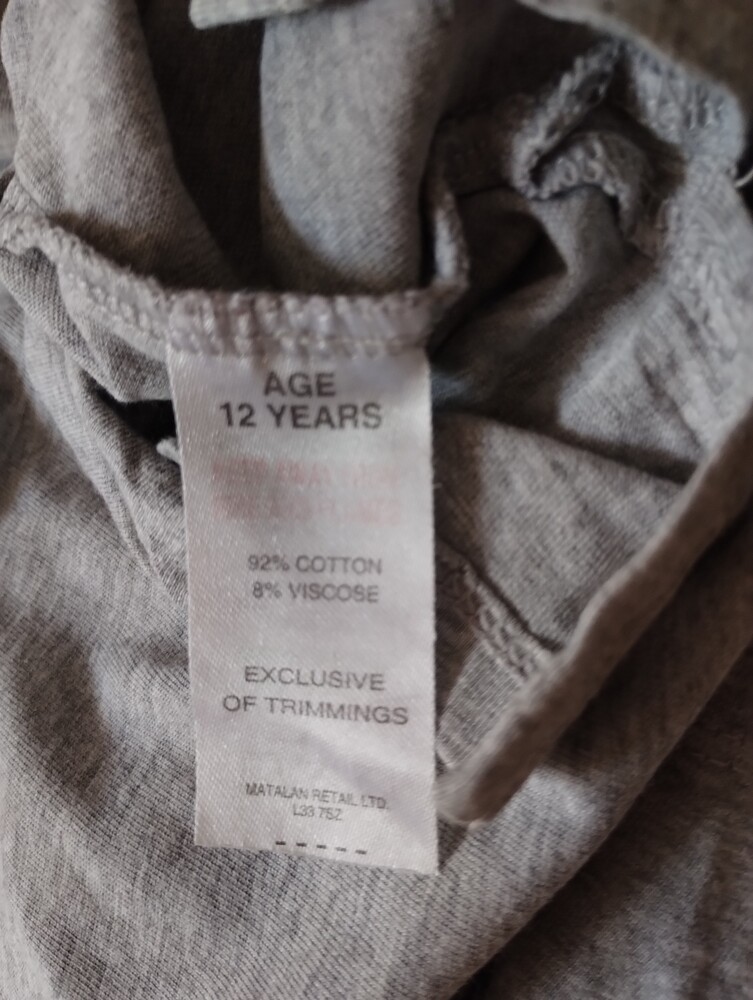 AGE
12 YEARS
92% COTTON
8% VISCOSE
EXCLUSIVE
OF TRIMMINGS
MATALAN RETAIL LTD.
L33 7SZ